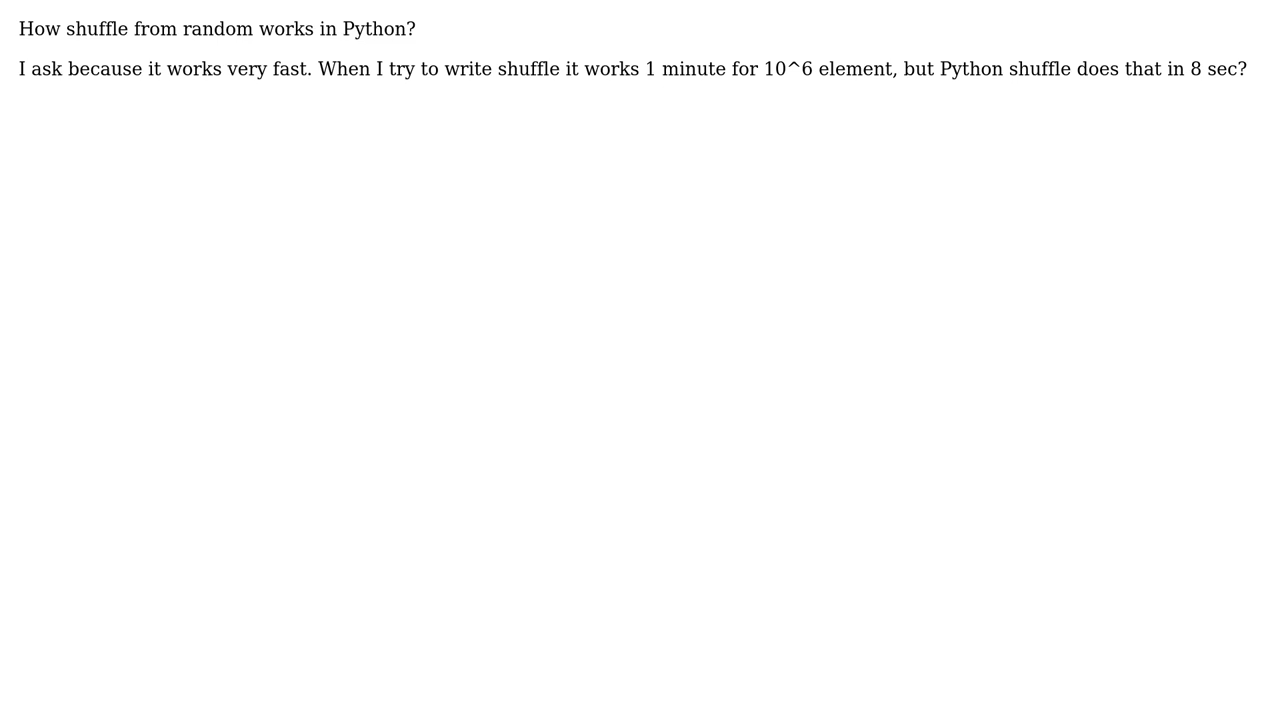 How shuffle from random works in Python?
I ask because it works very fast. When I try to write shuffle it works 1 minute for 10^6 element, but Python shuffle does that in 8 sec?